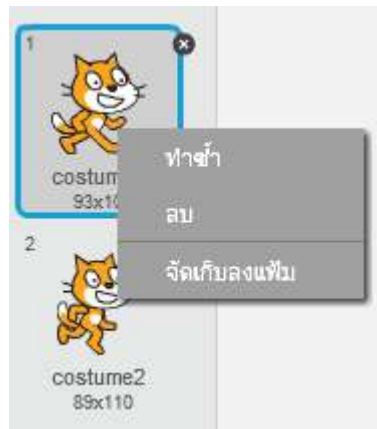 1
costum
93x10
ทำซ้ำ
ลบ
จัดเก็บลงแฟ้ม
2
costume2
89x110